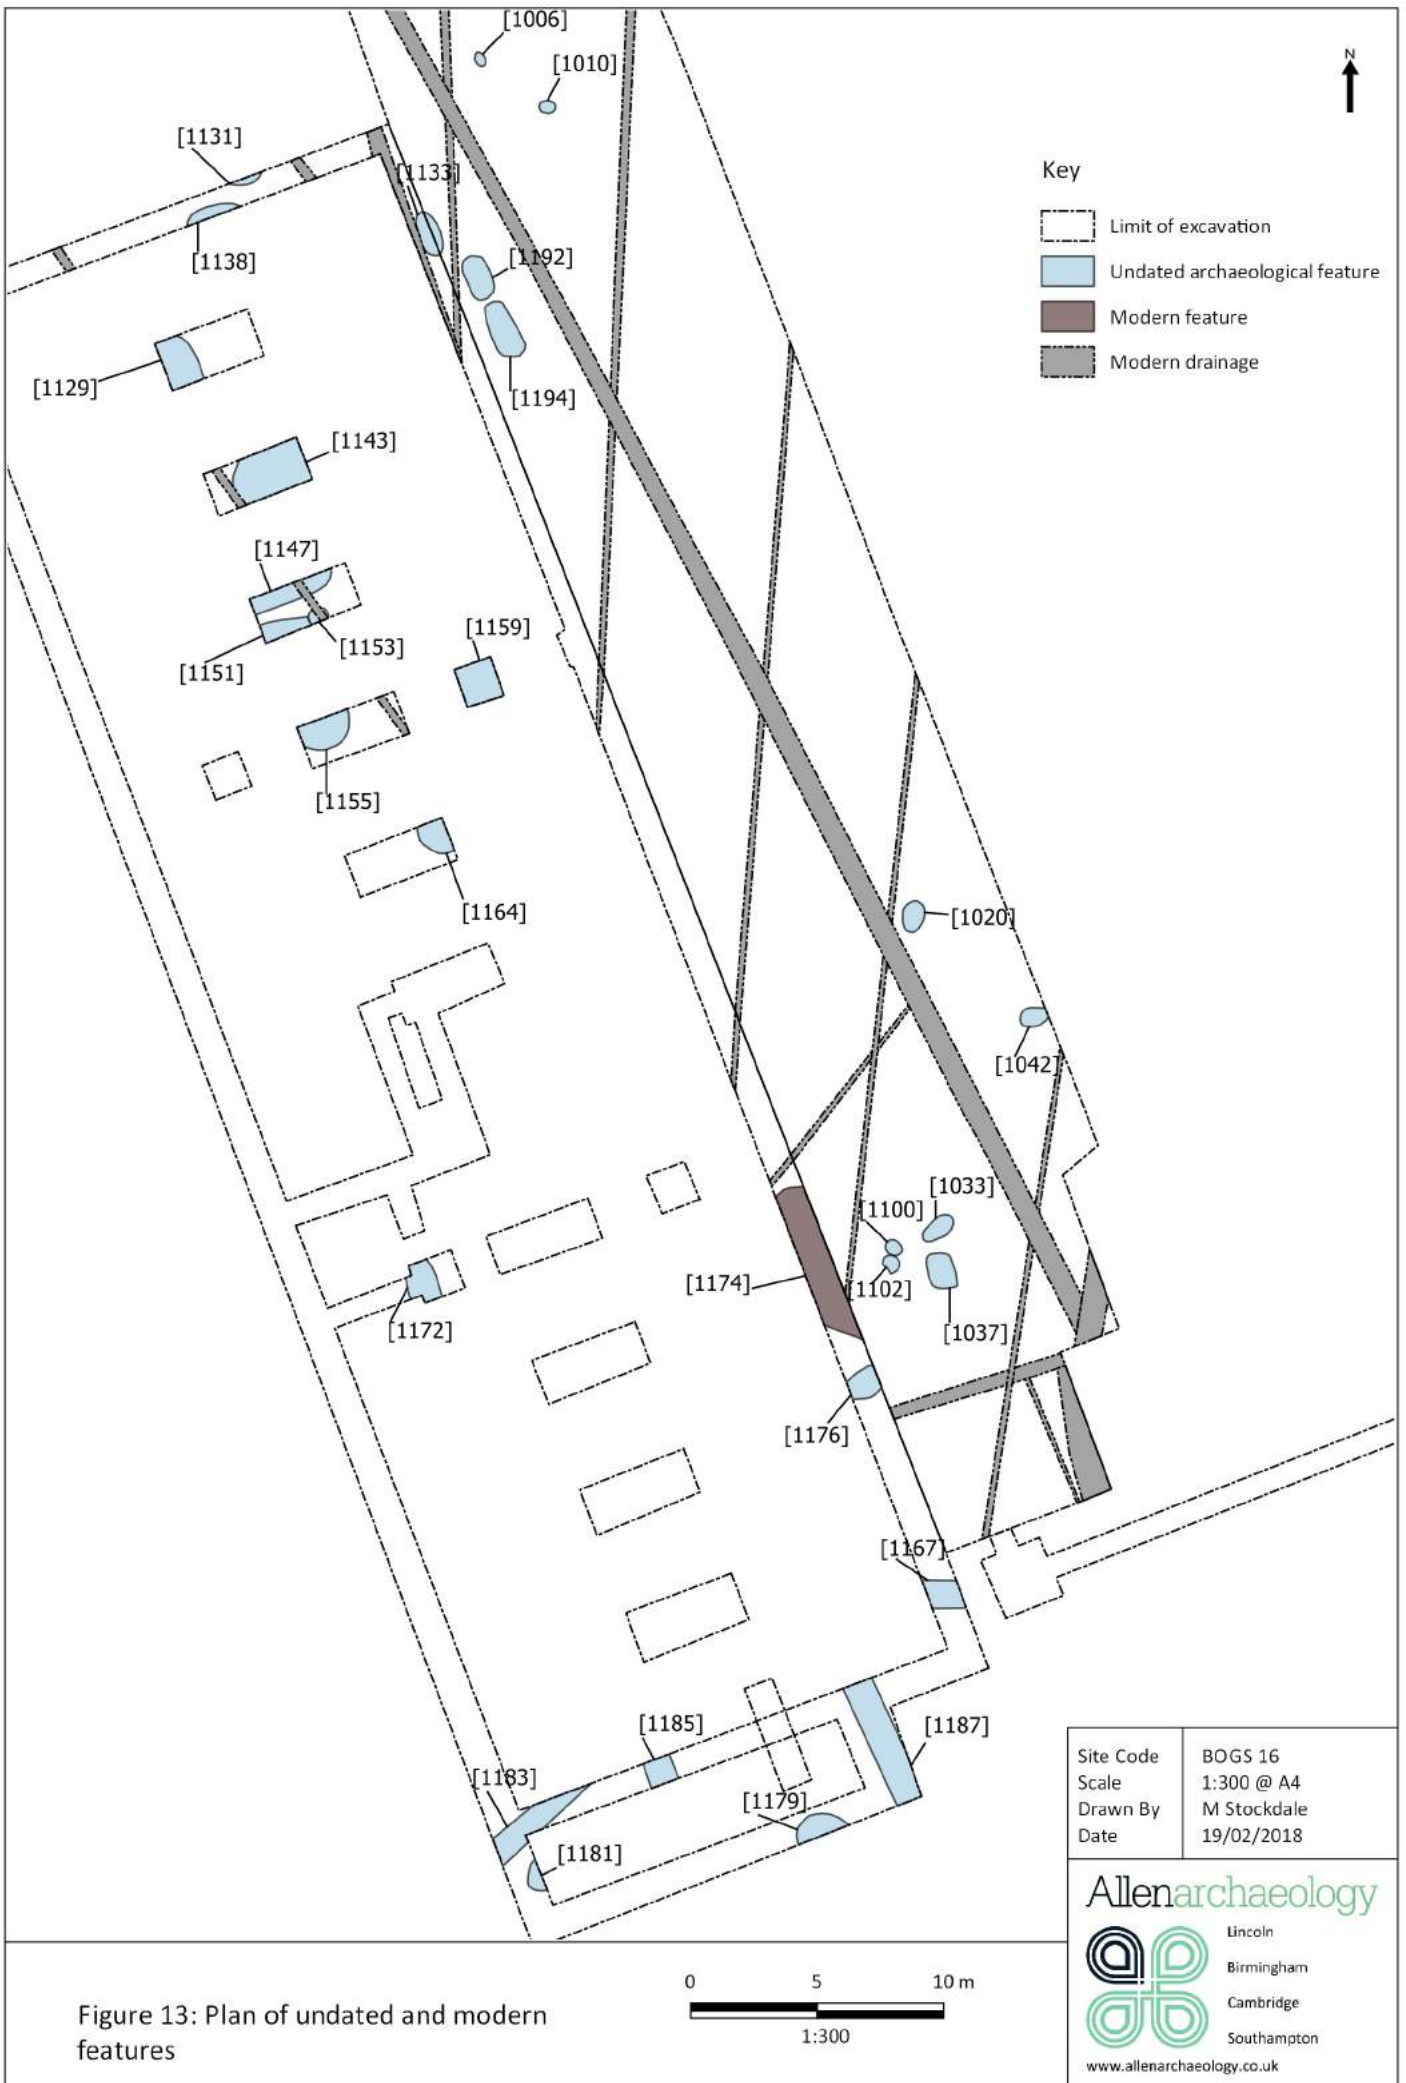 [1006]
[1010]
N
[1131]
[1133]
Key
Limit of excavation
[1138]
[1192]
Undated archaeological feature
Modern feature
Modern drainage
[1129]
[1194]
[1143]
[1147]
[1159]
[1153]
[1151]
[1155]
[1164]
[1020]
[1042]
[1033]
[1100]
[1174]
[1102]
[1172]
[1037]
[1176]
[1167]
[1185]
[1187]
[1183]
[1179]
[1181]
Site Code BOGS 16
Scale 1:300 @ A4
Drawn By M Stockdale
Date 19/02/2018
Allenarchaeology
Lincoln
Birmingham
Cambridge
Southampton
www.allenarchaeology.co.uk
Figure 13: Plan of undated and modern
features
0 5 10 m
1:300